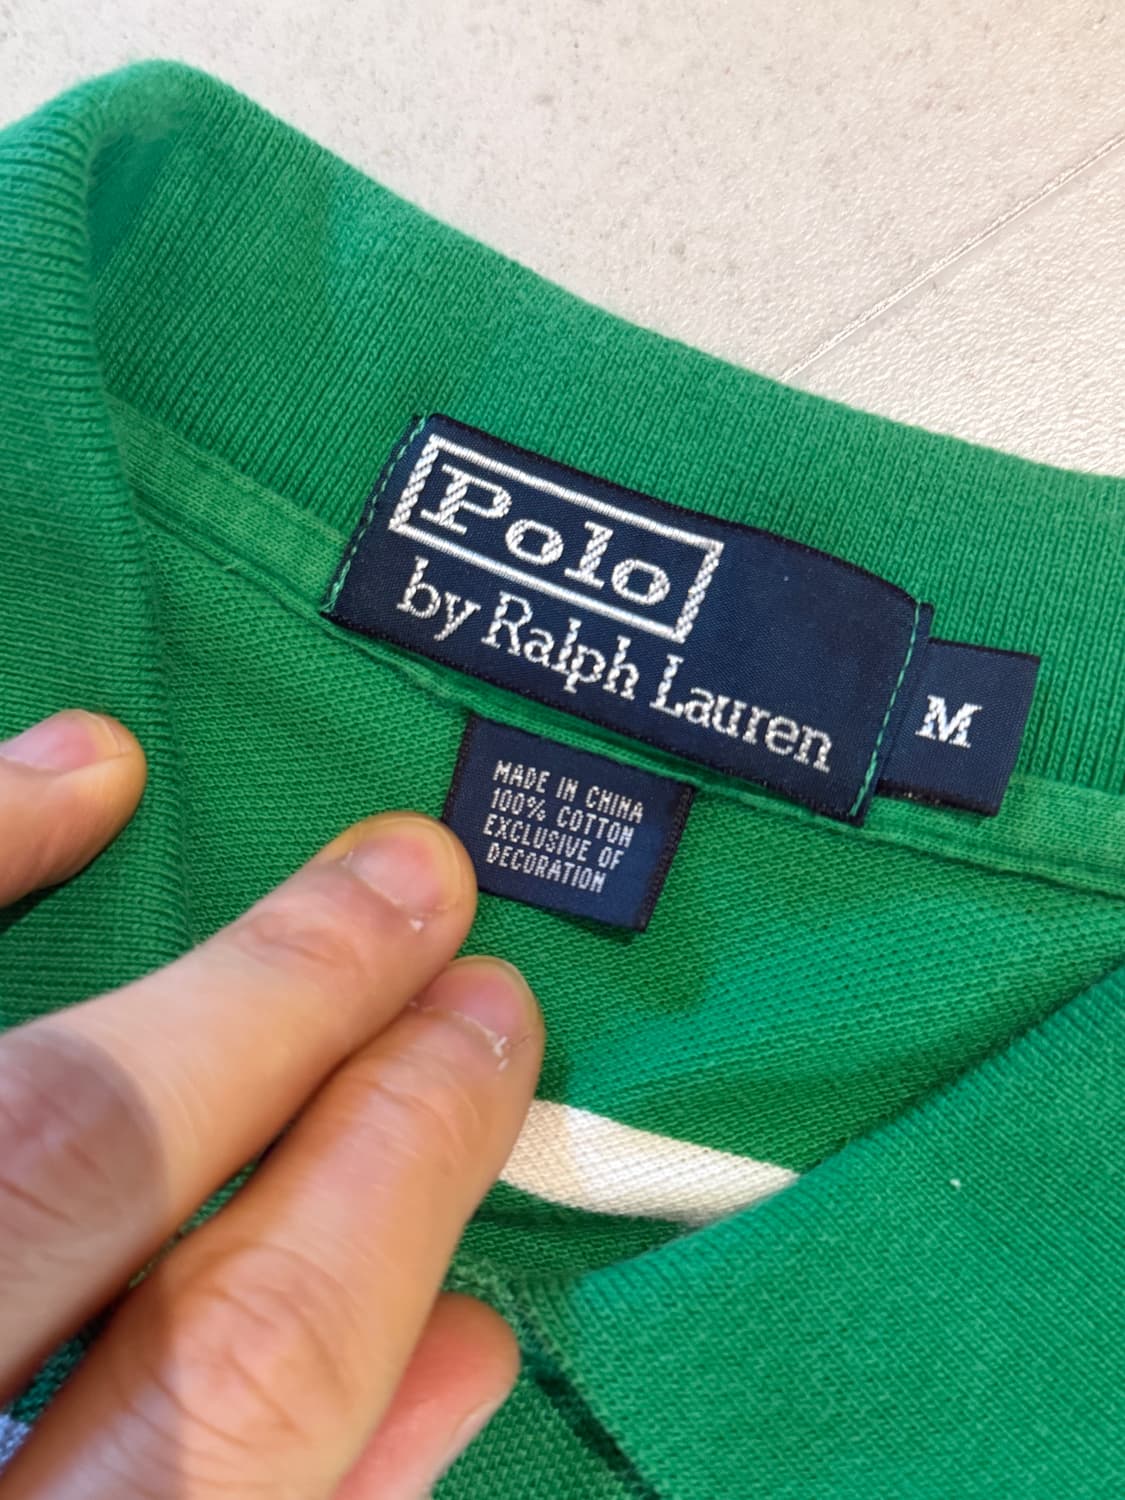 Polo
by Ralph Lauren
M
MADE IN CHINA
100% COTTON
EXCLUSIVE OF
DECORATION